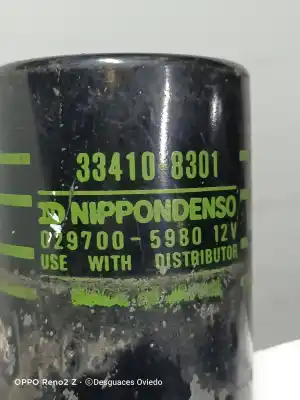 33410 8301
NIPPONDENSO
029700-5980 12V
USE WITH DISTRIBUTOR
OPPO Reno2 Z • ©Desguaces Oviedo